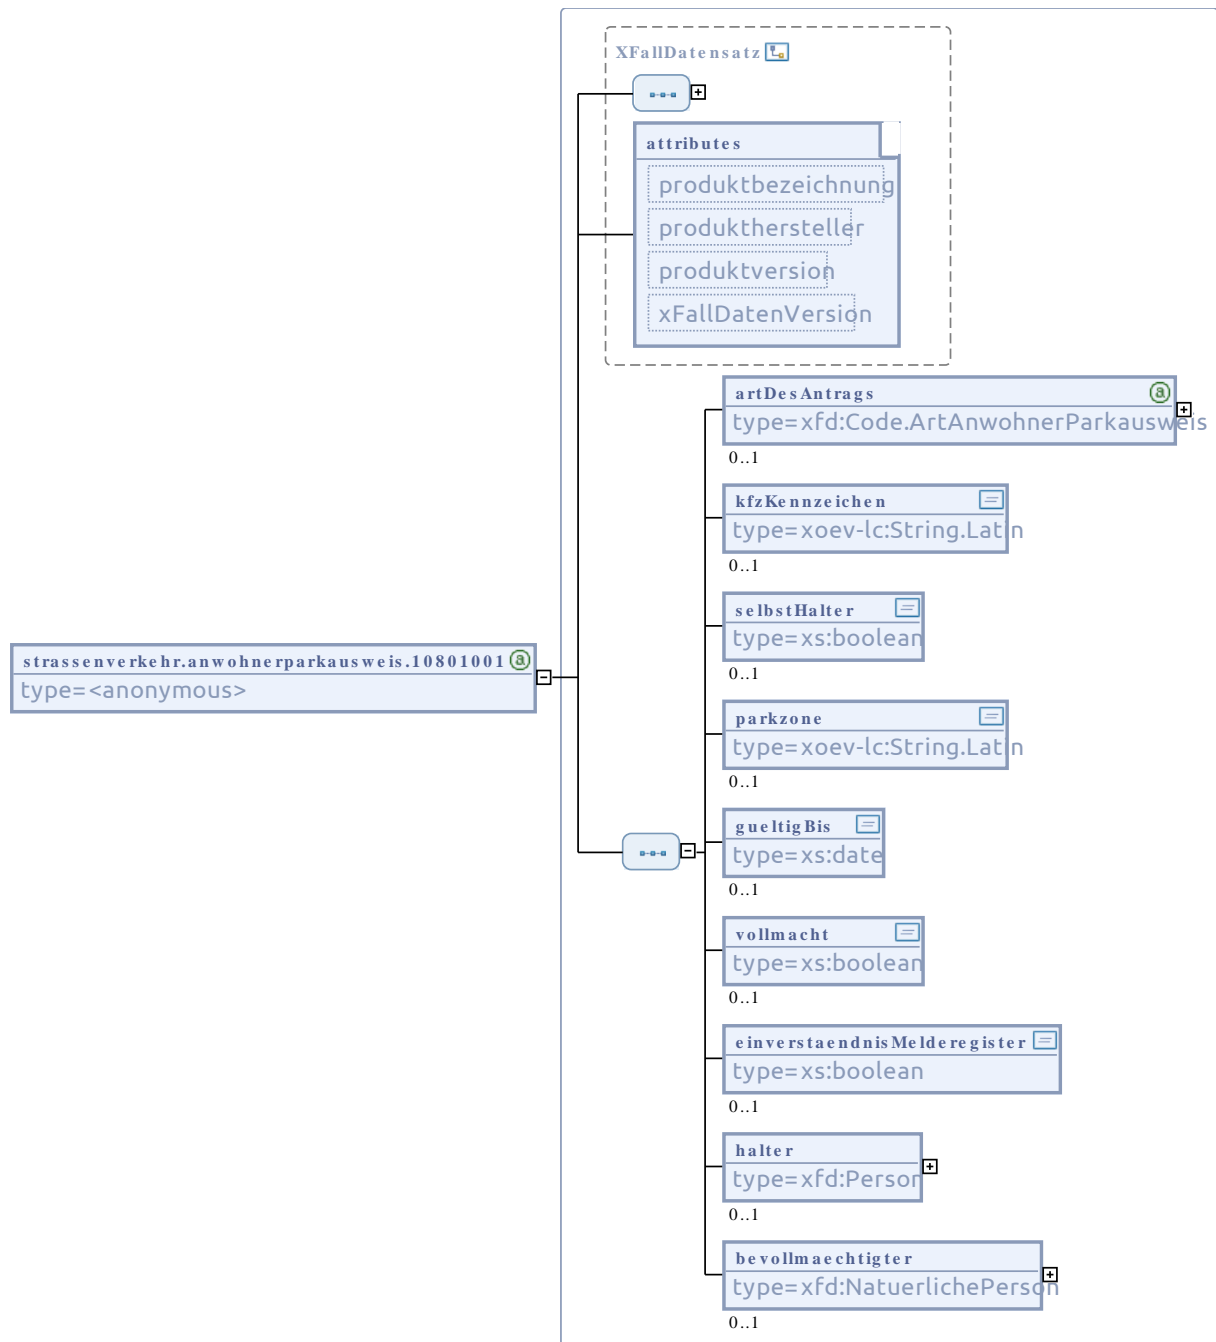 XFallDatensatz
attributes
produktbezeichnung
produkthersteller
produktversion
xFallDatenVersion
artDesAntrags
type=xfd:Code.ArtAnwohnerParkausweis
0..1
kfzKennzeichen
type=xoev-lc:String.Latin
0..1
selbstHalter
type=xs:boolean
0..1
strassenverkehr.anwohnerparkausweis.10801001
type=<anonymous>
parkzone
type=xoev-lc:String.Latin
0..1
gueltigBis
type=xs:date
0..1
vollmacht
type=xs:boolean
0..1
einverstaendnisMelderegister
type=xs:boolean
0..1
halter
type=xfd:Person
0..1
bevollmaechtigter
type=xfd:NatuerlichePerson
0..1